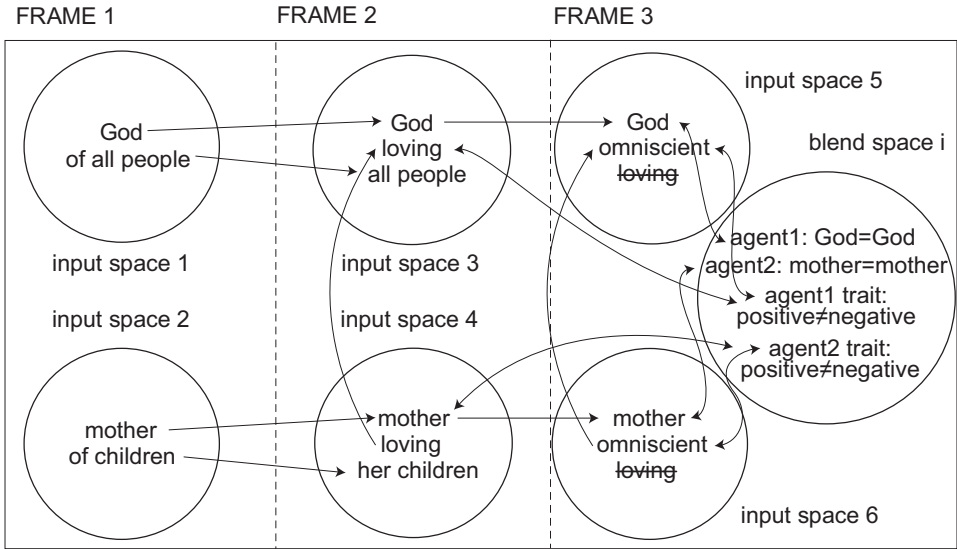 FRAME 1
FRAME 2
FRAME 3
God
of all people
input space 1
input space 2
mother
of children
God
loving
all people
input space 3
input space 4
mother
loving
her children
God
omniscient
loving
input space 5
blend space i
agent1: God=God
agent2: mother=mother
agent1 trait:
positive≠negative
agent2 trait:
positive≠negative
mother
omniscient
loving
input space 6